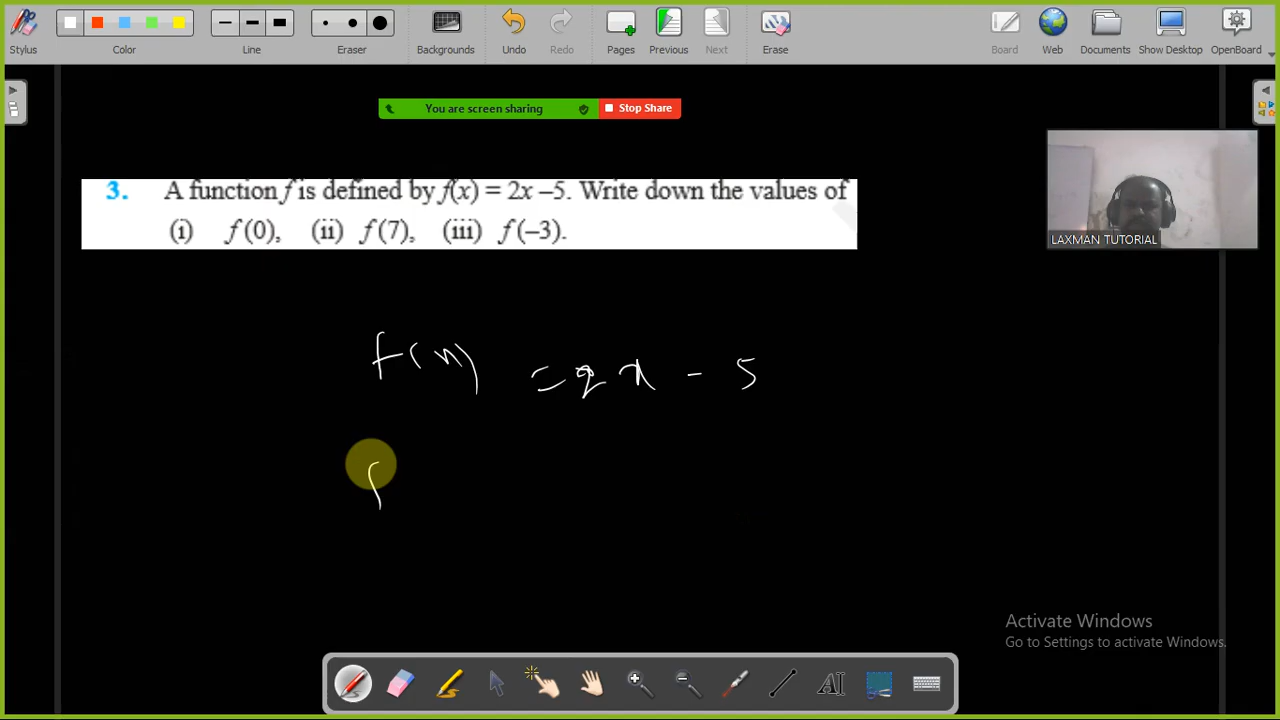 Stylus Color Line Eraser Backgrounds Undo Redo Pages Previous Next Erase Board Web Documents Show Desktop OpenBoard
You are screen sharing Stop Share
3. A function f is defined by f(x) = 2x –5. Write down the values of
(i) f (0), (ii) f (7), (iii) f (–3).
LAXMAN TUTORIAL
f(x) = 2x - 5
Activate Windows
Go to Settings to activate Windows.
AI